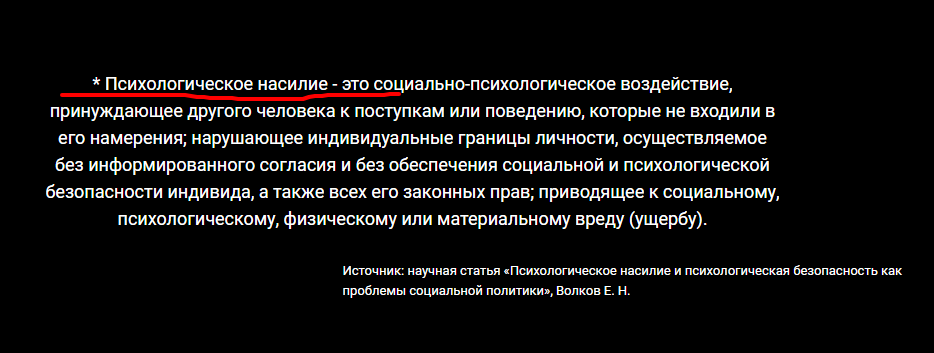 * Психологическое насилие - это социально-психологическое воздействие,
принуждающее другого человека к поступкам или поведению, которые не входили в
его намерения; нарушающее индивидуальные границы личности, осуществляемое
без информированного согласия и без обеспечения социальной и психологической
безопасности индивида, а также всех его законных прав; приводящее к социальному,
психологическому, физическому или материальному вреду (ущербу).
Источник: научная статья «Психологическое насилие и психологическая безопасность как
проблемы социальной политики», Волков Е. Н.